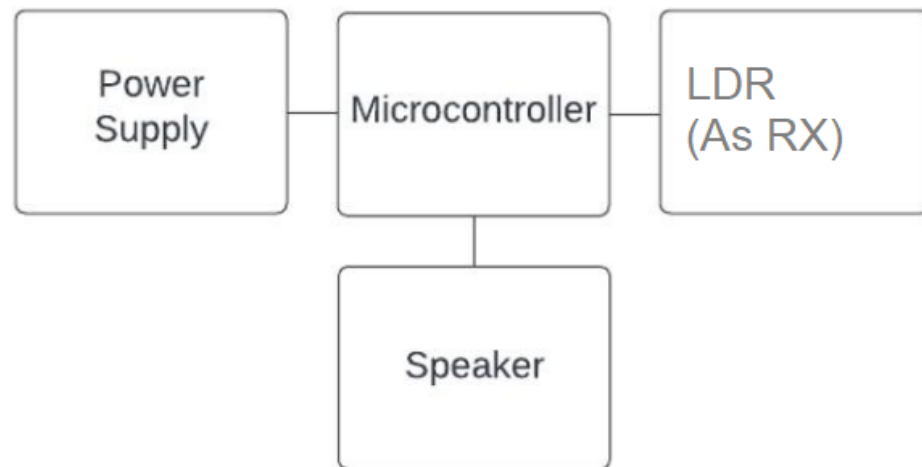 Power
Supply
Microcontroller
LDR
(As RX)
Speaker